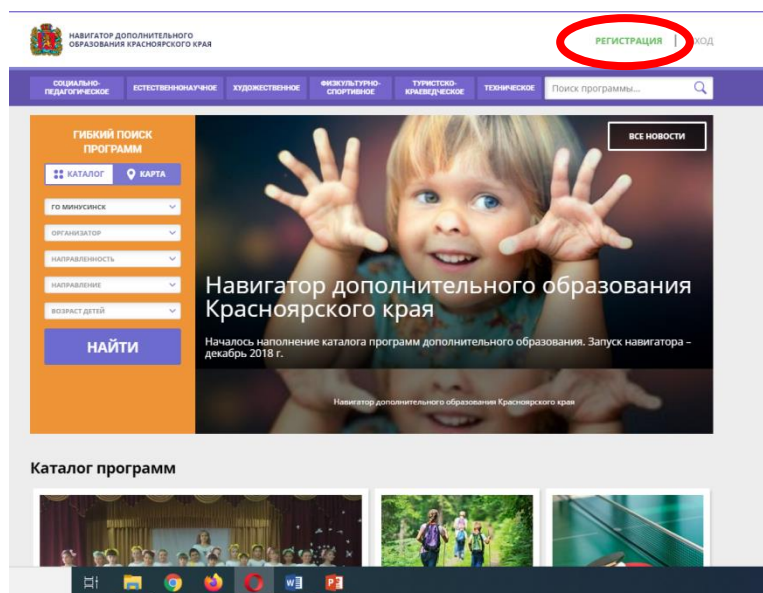 НАВИГАТОР ДОПОЛНИТЕЛЬНОГО
ОБРАЗОВАНИЯ КРАСНОЯРСКОГО КРАЯ
РЕГИСТРАЦИЯ
СОЦИАЛЬНО-
ПЕДАГОГИЧЕСКОЕ
ЕСТЕСТВЕННОНАУЧНОЕ
ХУДОЖЕСТВЕННОЕ
ФИЗКУЛЬТУРНО-
СПОРТИВНОЕ
ТУРИСТСКО-
КРАЕВЕДЧЕСКОЕ
ТЕХНИЧЕСКОЕ
Поиск программы...
ГИБКИЙ ПОИСК
ПРОГРАММ
КАТАЛОГ
КАРТА
ГО МИНУСИНСК
ОРГАНИЗАТОР
НАПРАВЛЕННОСТЬ
НАПРАВЛЕНИЕ
ВОЗРАСТ ДЕТЕЙ
НАЙТИ
ВСЕ НОВОСТИ
Навигатор дополнительного образования
Красноярского края
Началось наполнение каталога программ дополнительного образования. Запуск навигатора –
декабрь 2018 г.
Навигатор дополнительного образования Красноярского края
Каталог программ